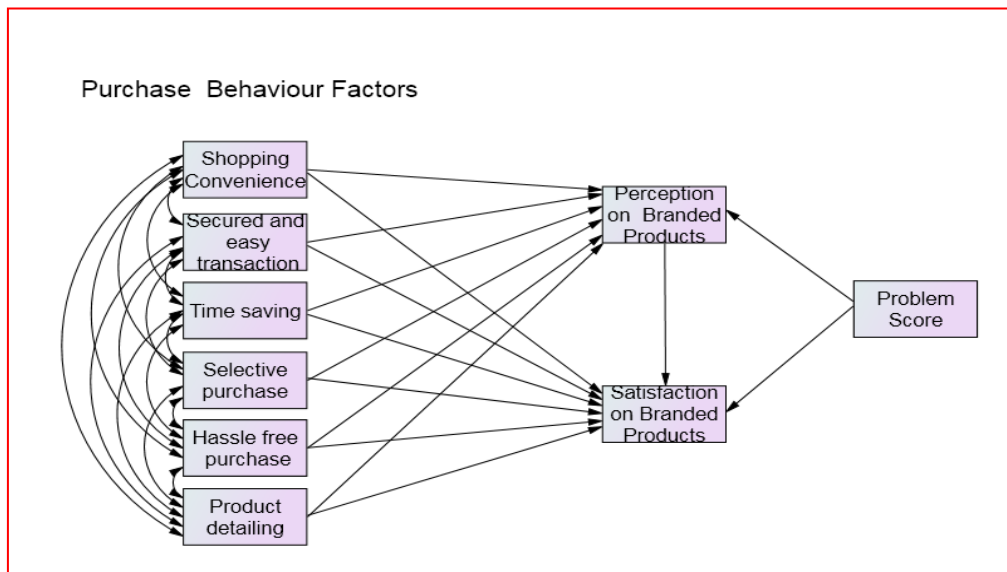 Purchase Behaviour Factors
Shopping
Convenience
Secured and
easy
transaction
Time saving
Selective
purchase
Hassle free
purchase
Product
detailing
Perception
on Branded
Products
Satisfaction
on Branded
Products
Problem
Score